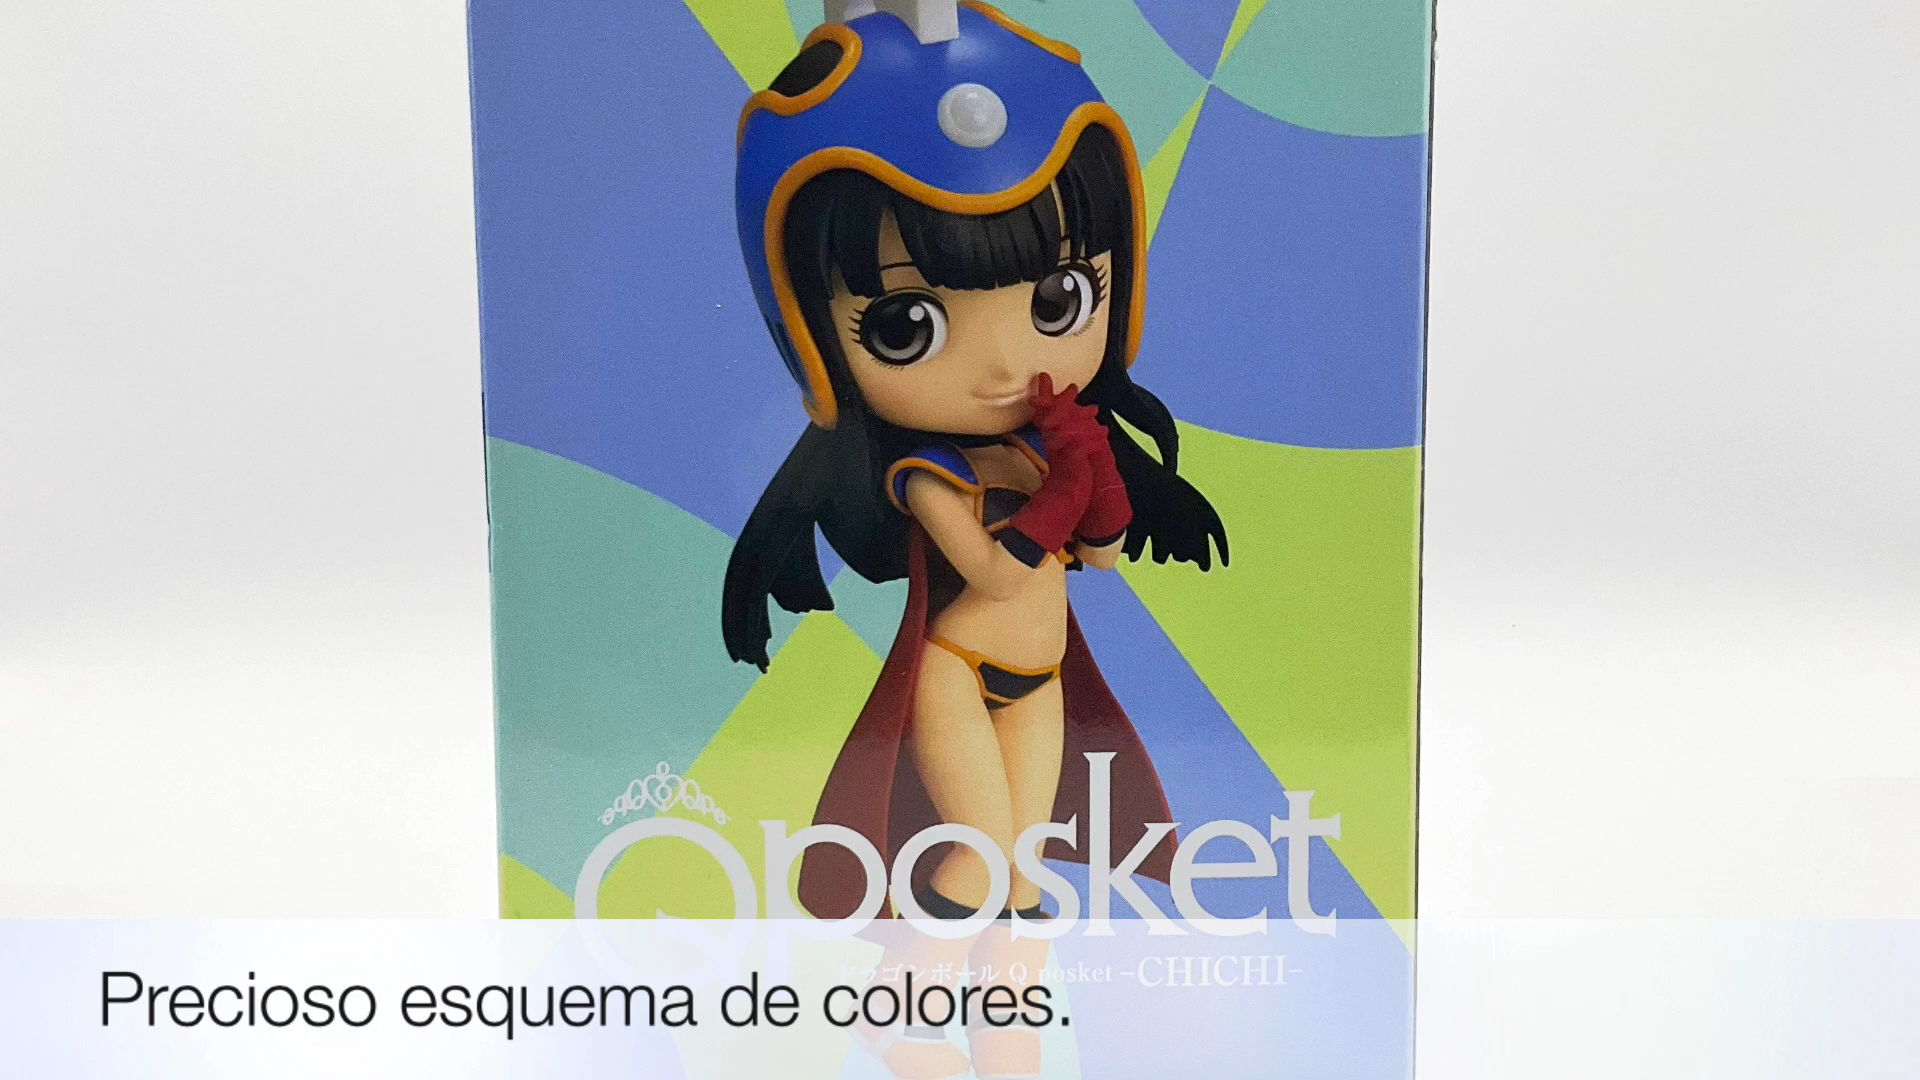 Qposket
ドラゴンボール Q posket -CHICHI-
Precioso esquema de colores.